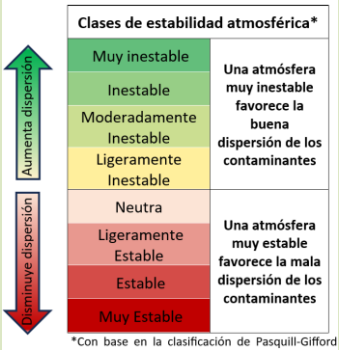 Clases de estabilidad atmosférica*
Aumenta dispersión
Muy inestable
Inestable
Moderadamente
Inestable
Ligeramente
Inestable
Una atmósfera
muy inestable
favorece la
buena
dispersión de los
contaminantes
Disminuye dispersión
Neutra
Ligeramente
Estable
Estable
Muy Estable
Una atmósfera
muy estable
favorece la mala
dispersión de los
contaminantes
*Con base en la clasificación de Pasquill-Gifford